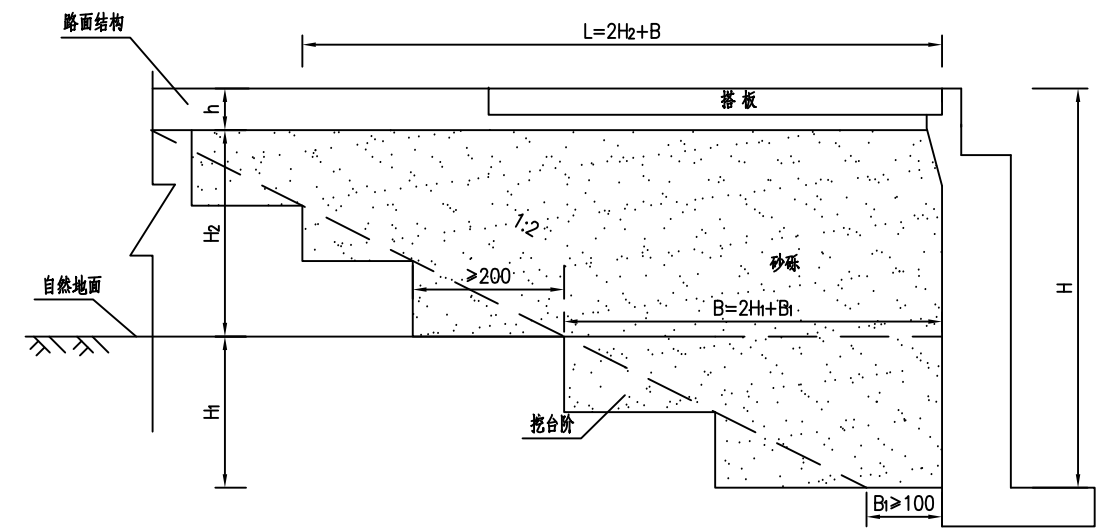 路面结构
L=2H₂+B
搭板
h
H₂
1:2
砂砾
≥200
自然地面
B=2H₁+B₁
H
H₁
挖台阶
B₁≥100